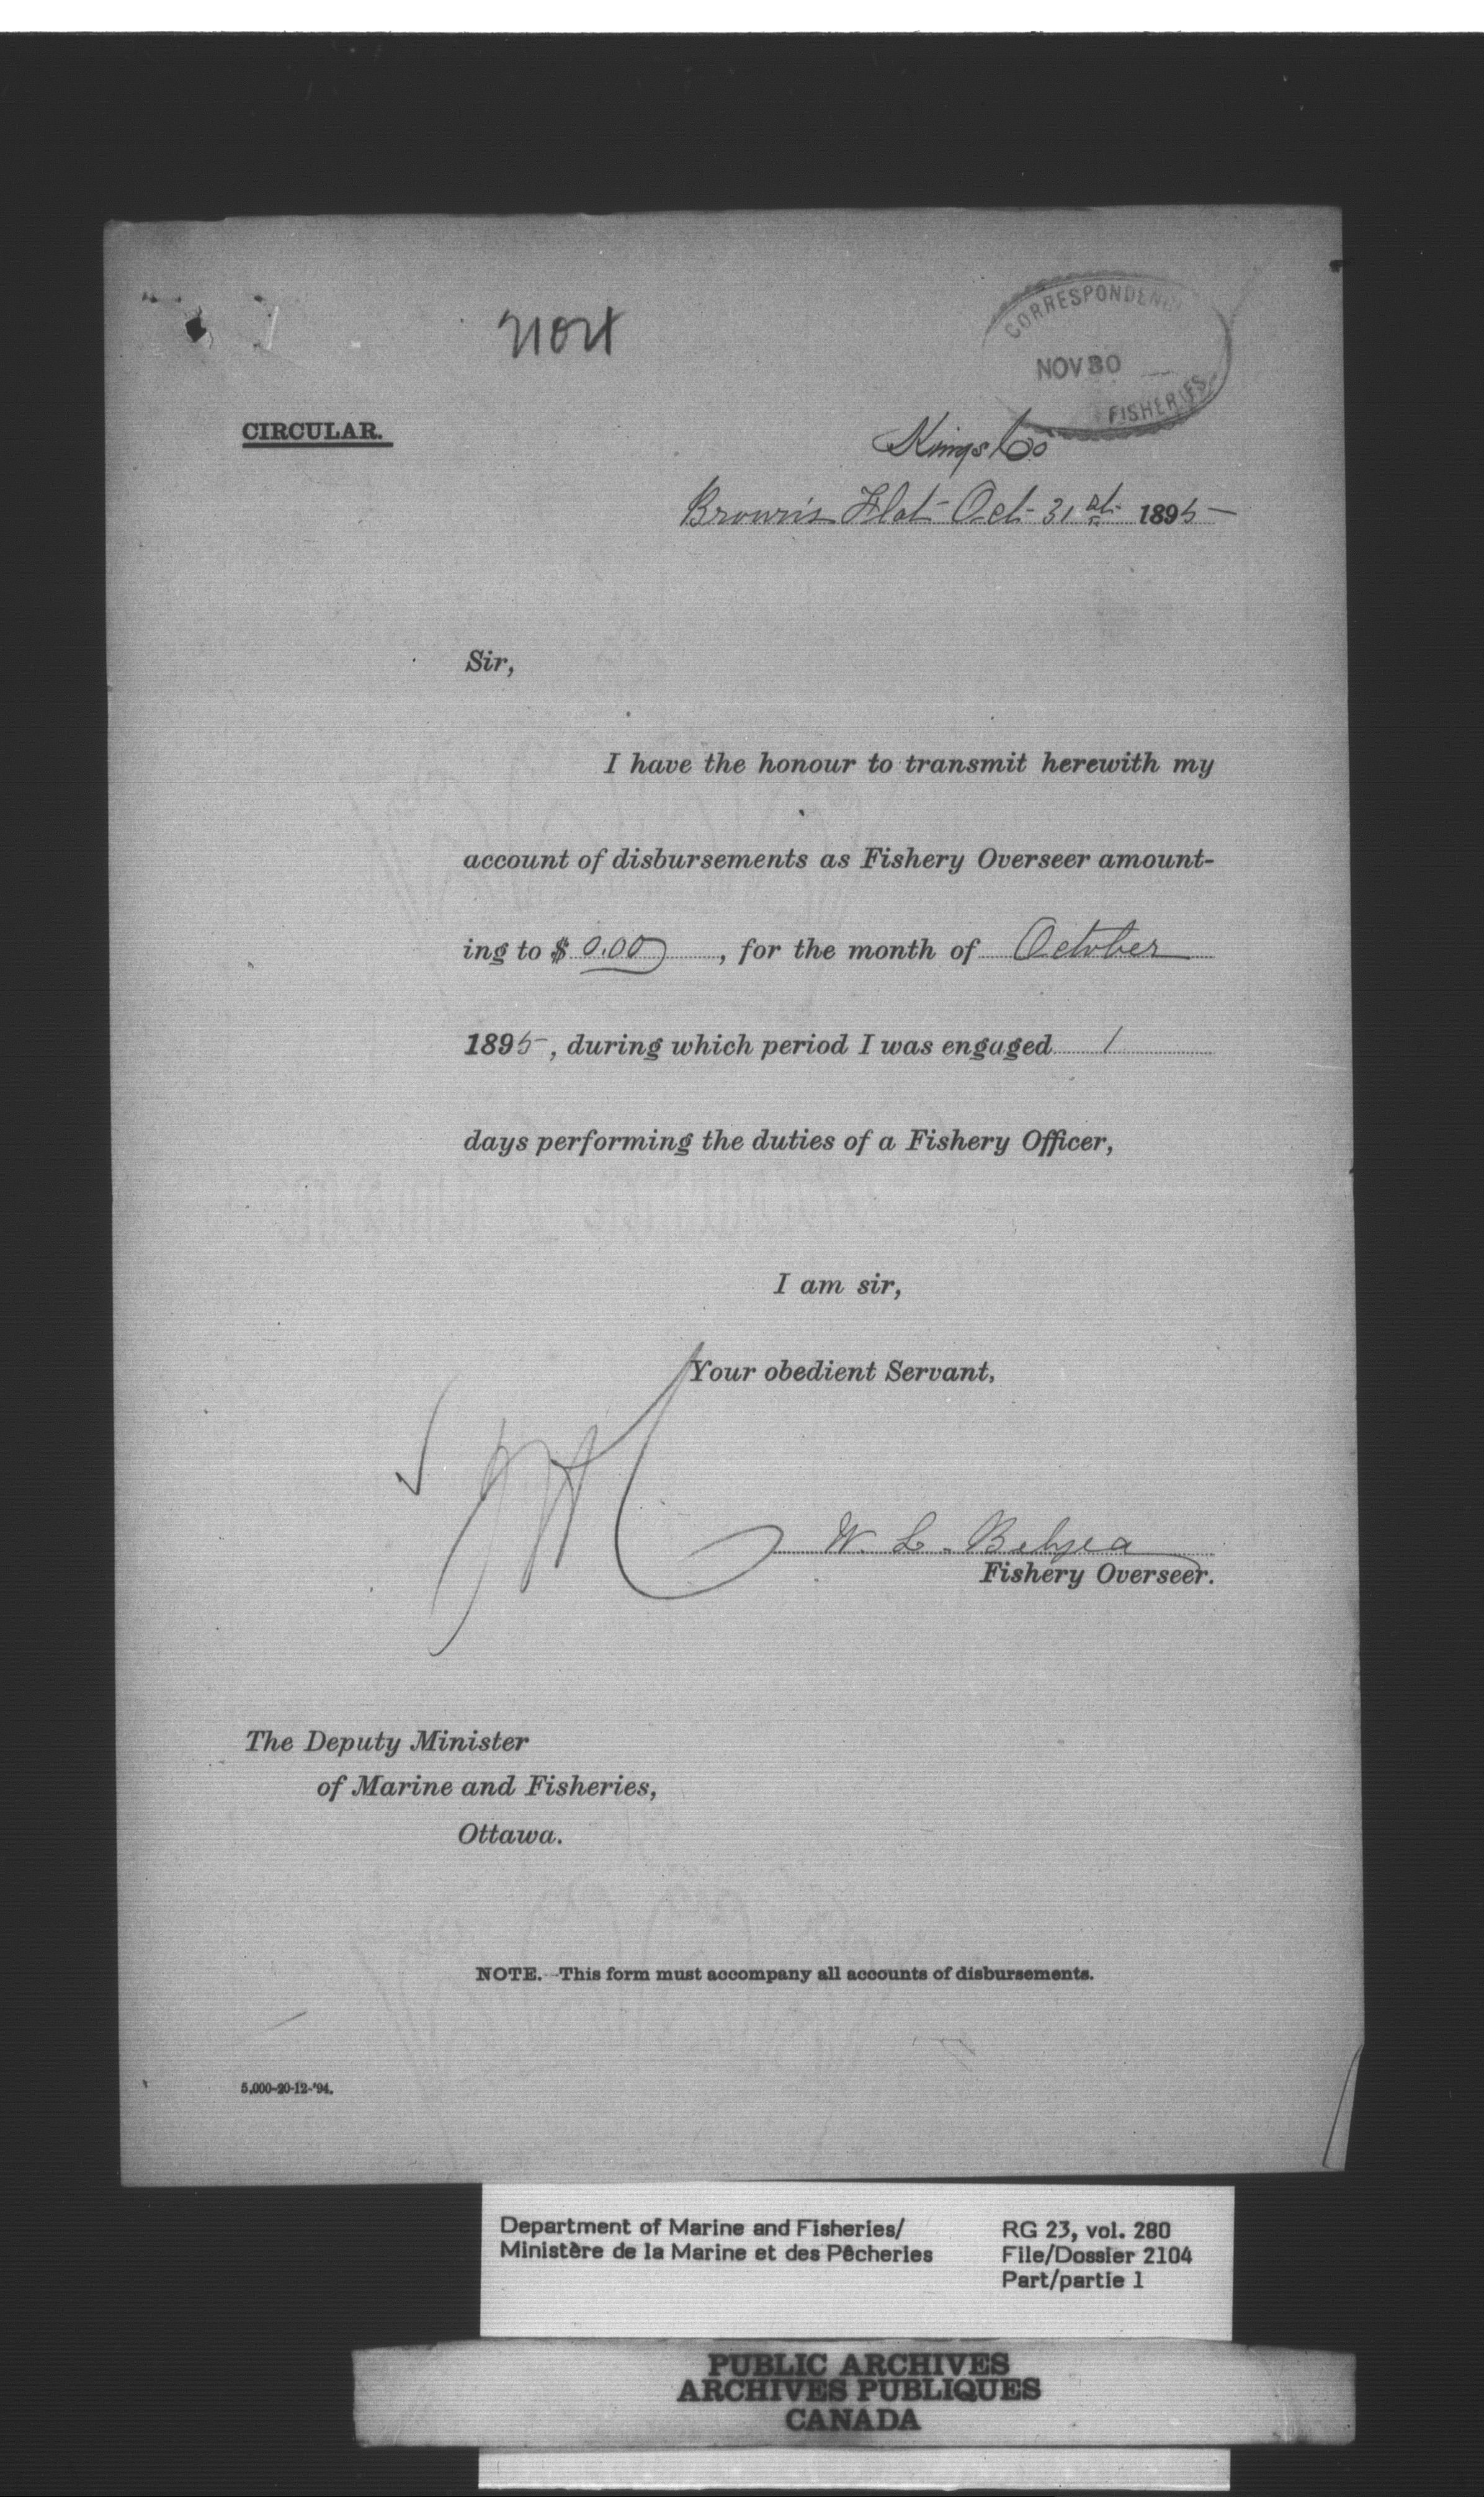 2104
CORRESPONDENCE
NOV 30
FISHERIES
CIRCULAR.
Kings Co
Brown's Flat Oct 31st 1895
Sir,
I have the honour to transmit herewith my
account of disbursements as Fishery Overseer amount-
ing to $ 0.00, for the month of October
1895, during which period I was engaged 1
days performing the duties of a Fishery Officer,
I am sir,
Your obedient Servant,
W. L. Belyea
Fishery Overseer.
The Deputy Minister
of Marine and Fisheries,
Ottawa.
NOTE.—This form must accompany all accounts of disbursements.
5,000-20-12-'94.
Department of Marine and Fisheries/ RG 23, vol. 280
Ministère de la Marine et des Pêcheries File/Dossier 2104
Part/partie 1
PUBLIC ARCHIVES
ARCHIVES PUBLIQUES
CANADA